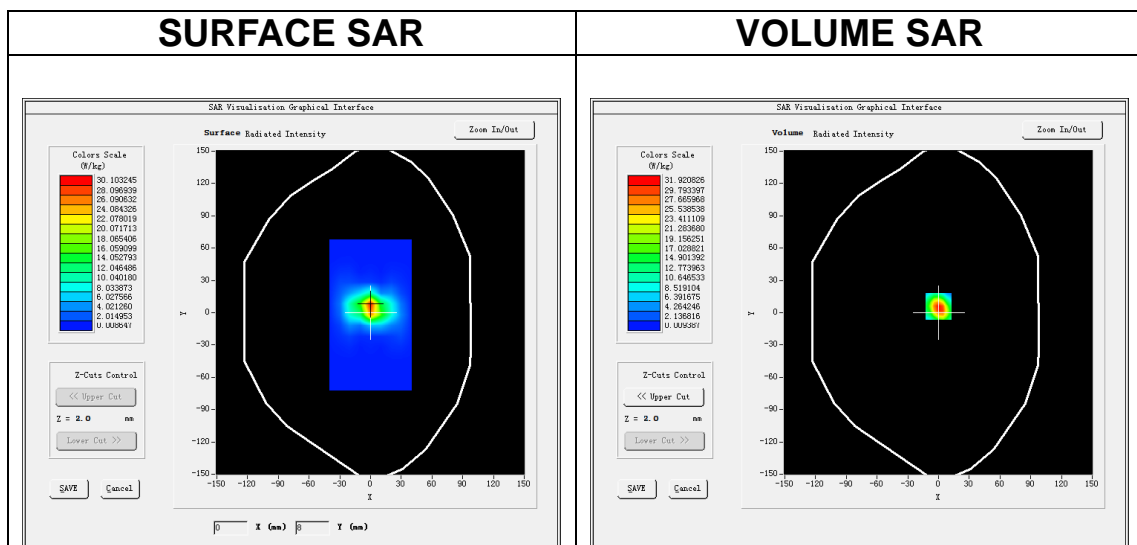 SURFACE SAR
VOLUME SAR
SAR Visualisation Graphical Interface
Surface Radiated Intensity
Zoom In/Out
Colors Scale
(W/kg)
30.103245
28.096939
26.090632
24.084326
22.078019
20.071713
18.065406
16.059099
14.052793
12.046486
10.040180
8.033873
6.027566
4.021260
2.014953
0.008647
150
120
90
60
30
0
-30
-60
-90
-120
-150
Y
-150 -120 -90 -60 -30 0 30 60 90 120 150
X
Z-Cuts Control
<< Upper Cut
Z = 2.0 mm
Lower Cut >>
SAVE Cancel
0 X (mm) 8 Y (mm)
SAR Visualisation Graphical Interface
Volume Radiated Intensity
Zoom In/Out
Colors Scale
(W/kg)
31.920826
29.793397
27.665968
25.538538
23.411109
21.283680
19.156251
17.028821
14.901392
12.773963
10.646533
8.519104
6.391675
4.264246
2.136816
0.009387
150
120
90
60
30
0
-30
-60
-90
-120
-150
Y
-150 -120 -90 -60 -30 0 30 60 90 120 150
X
Z-Cuts Control
<< Upper Cut
Z = 2.0 mm
Lower Cut >>
SAVE Cancel